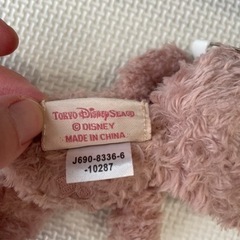 TOKYO DisneySEA®
© DISNEY
MADE IN CHINA
J690-8336-6
-10287